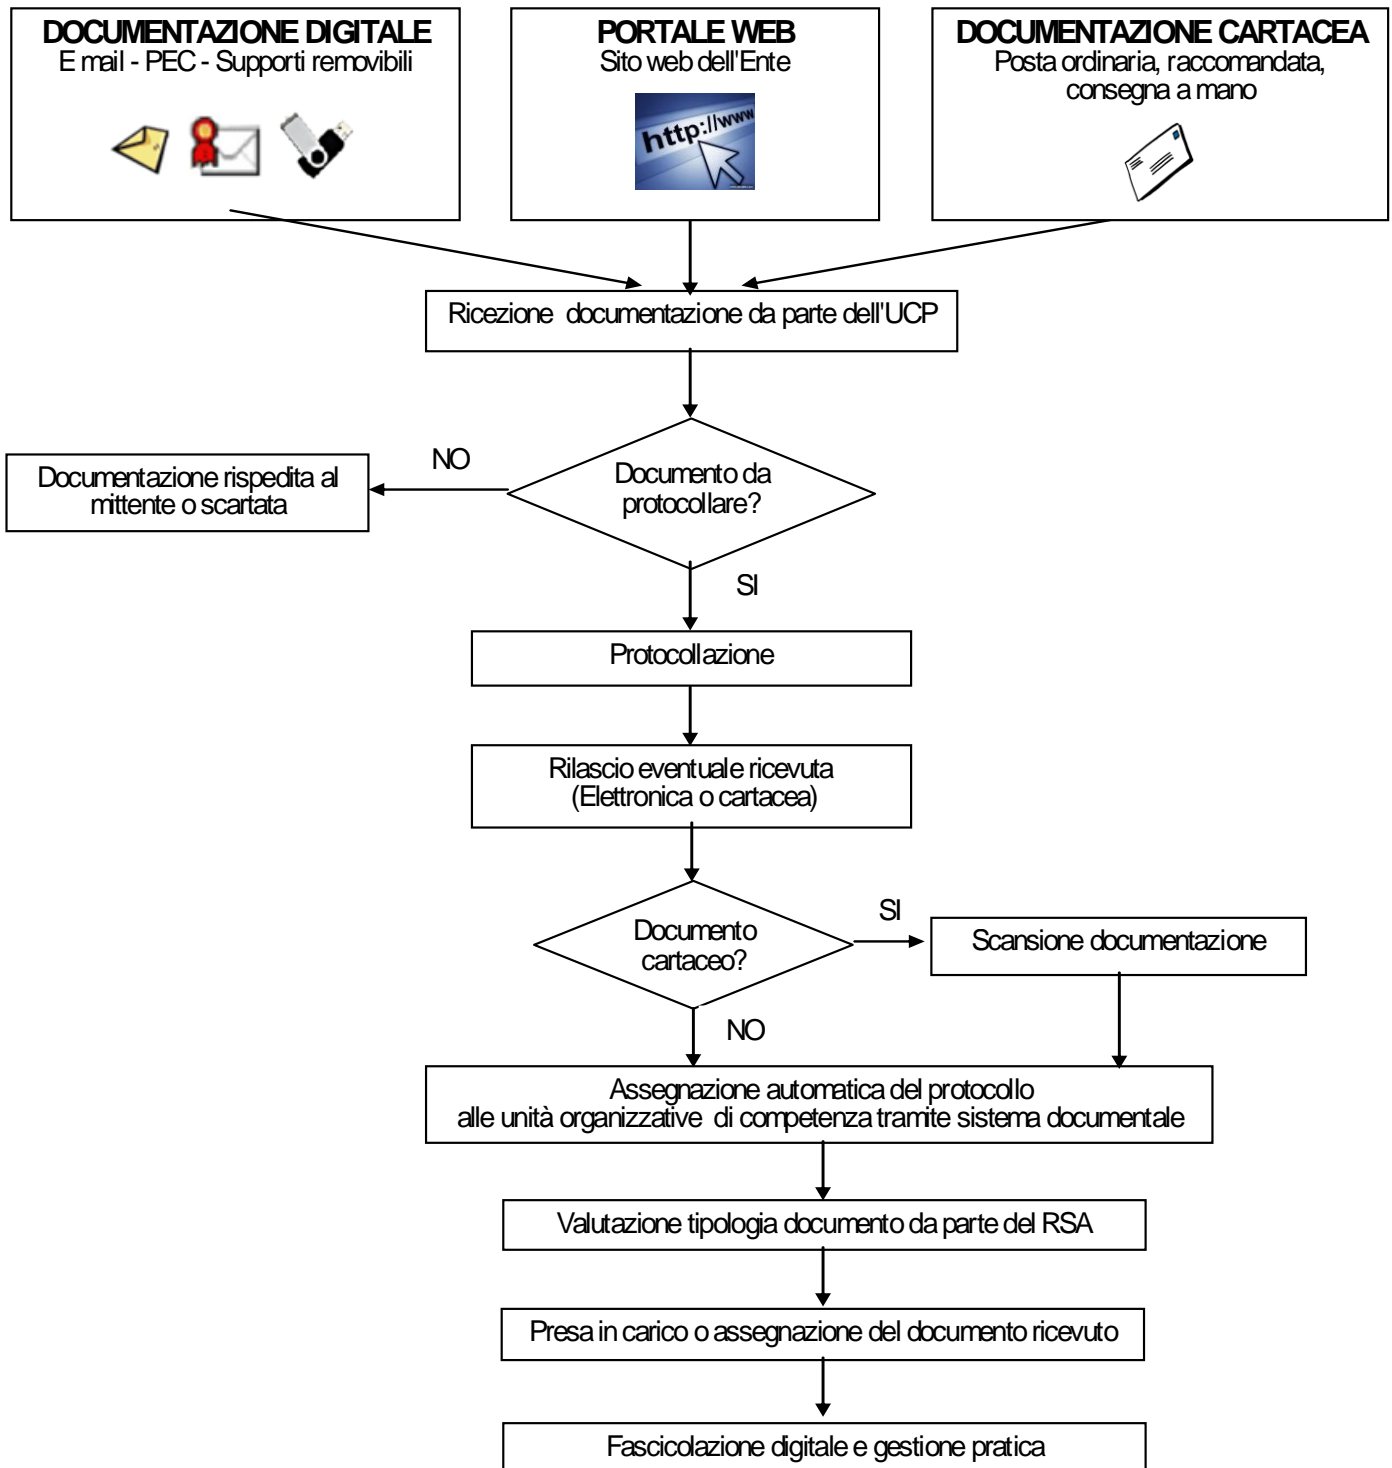 DOCUMENTAZIONE DIGITALE
E mail - PEC - Supporti removibili
PORTALE WEB
Sito web dell'Ente
http://www
DOCUMENTAZIONE CARTACEA
Posta ordinaria, raccomandata,
consegna a mano
Ricezione documentazione da parte dell'UCP
Documento da
protocollare?
NO
Documentazione rispedita al
mittente o scartata
SI
Protocollazione
Rilascio eventuale ricevuta
(Elettronica o cartacea)
Documento
cartaceo?
SI
Scansione documentazione
NO
Assegnazione automatica del protocollo
alle unità organizzative di competenza tramite sistema documentale
Valutazione tipologia documento da parte del RSA
Presa in carico o assegnazione del documento ricevuto
Fascicolazione digitale e gestione pratica